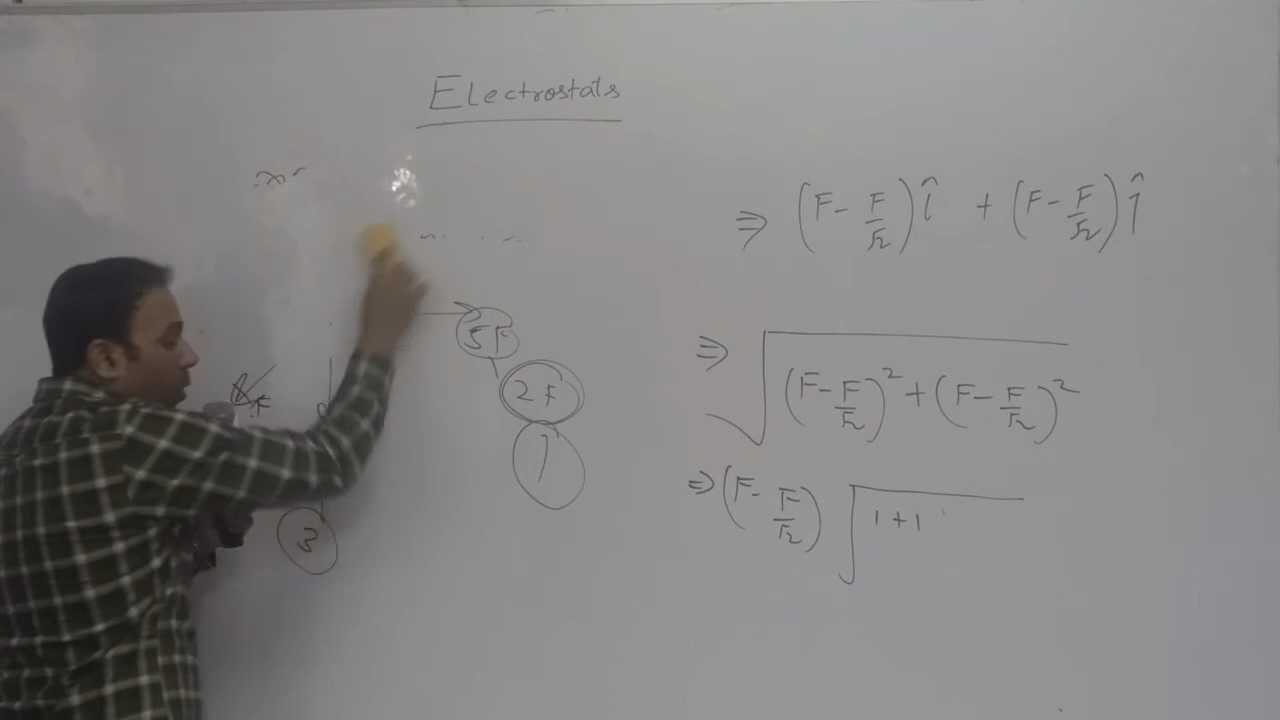 Electrostats
⇒ (F - F/√2) î + (F - F/√2) ĵ
5F
⇒ √((F - F/√2)² + (F - F/√2)²)
2F
F
1
⇒ (F - F/√2) √(1 + 1
3